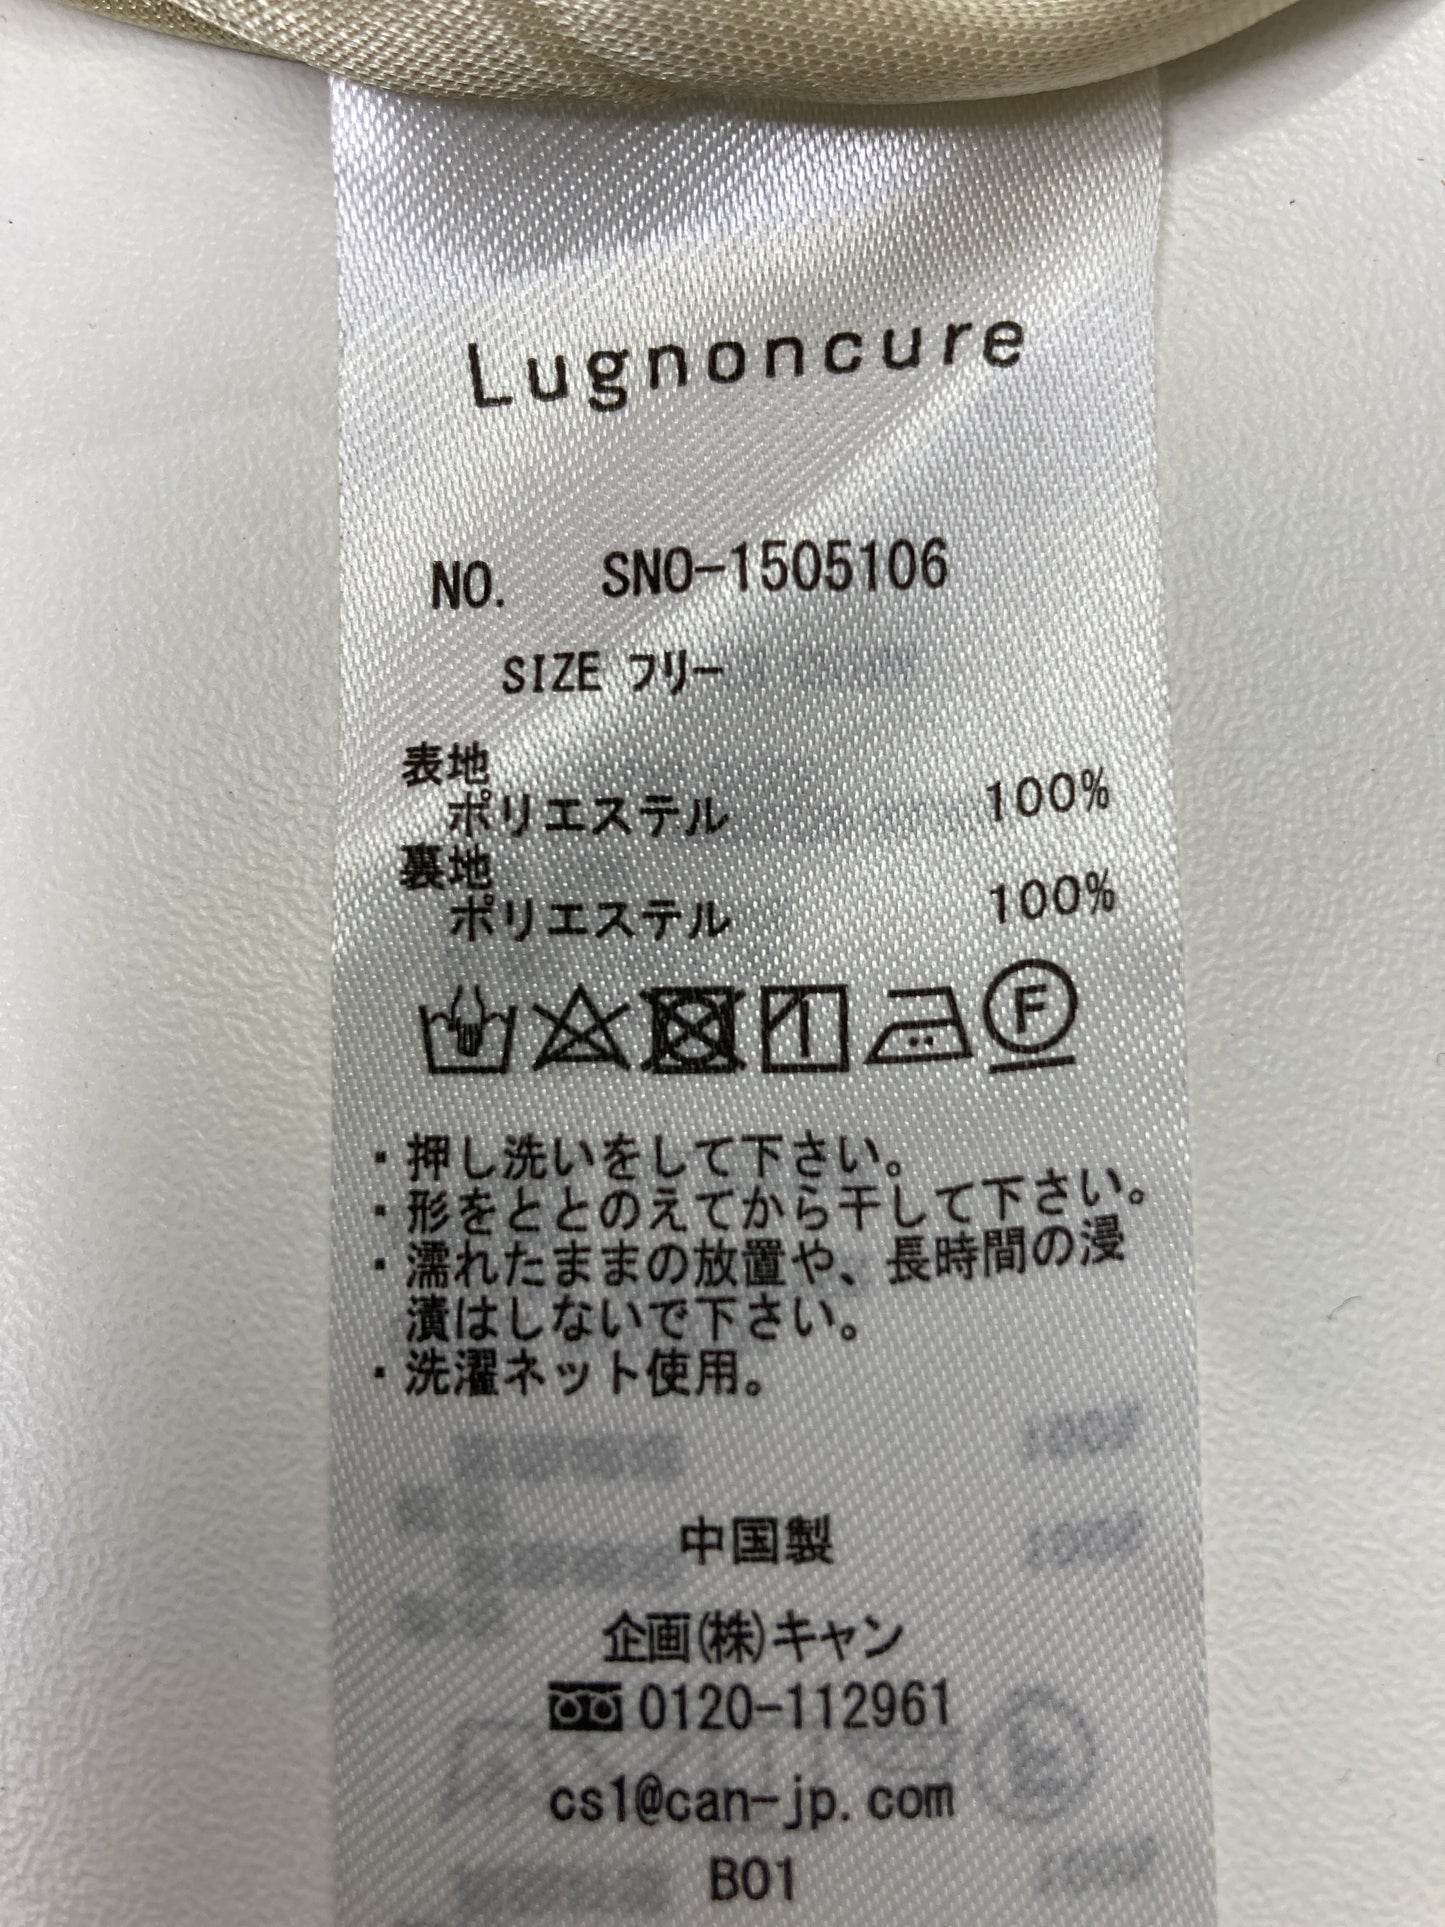 Lugnoncure
NO. SNO-1505106
SIZE フリー
表地
ポリエステル 100%
裏地
ポリエステル 100%
F
・押し洗いをして下さい。
・形をととのえてから干して下さい。
・濡れたままの放置や、長時間の浸
漬はしないで下さい。
・洗濯ネット使用。
中国製
企画(株)キャン
0120-112961
cs1@can-jp.com
B01